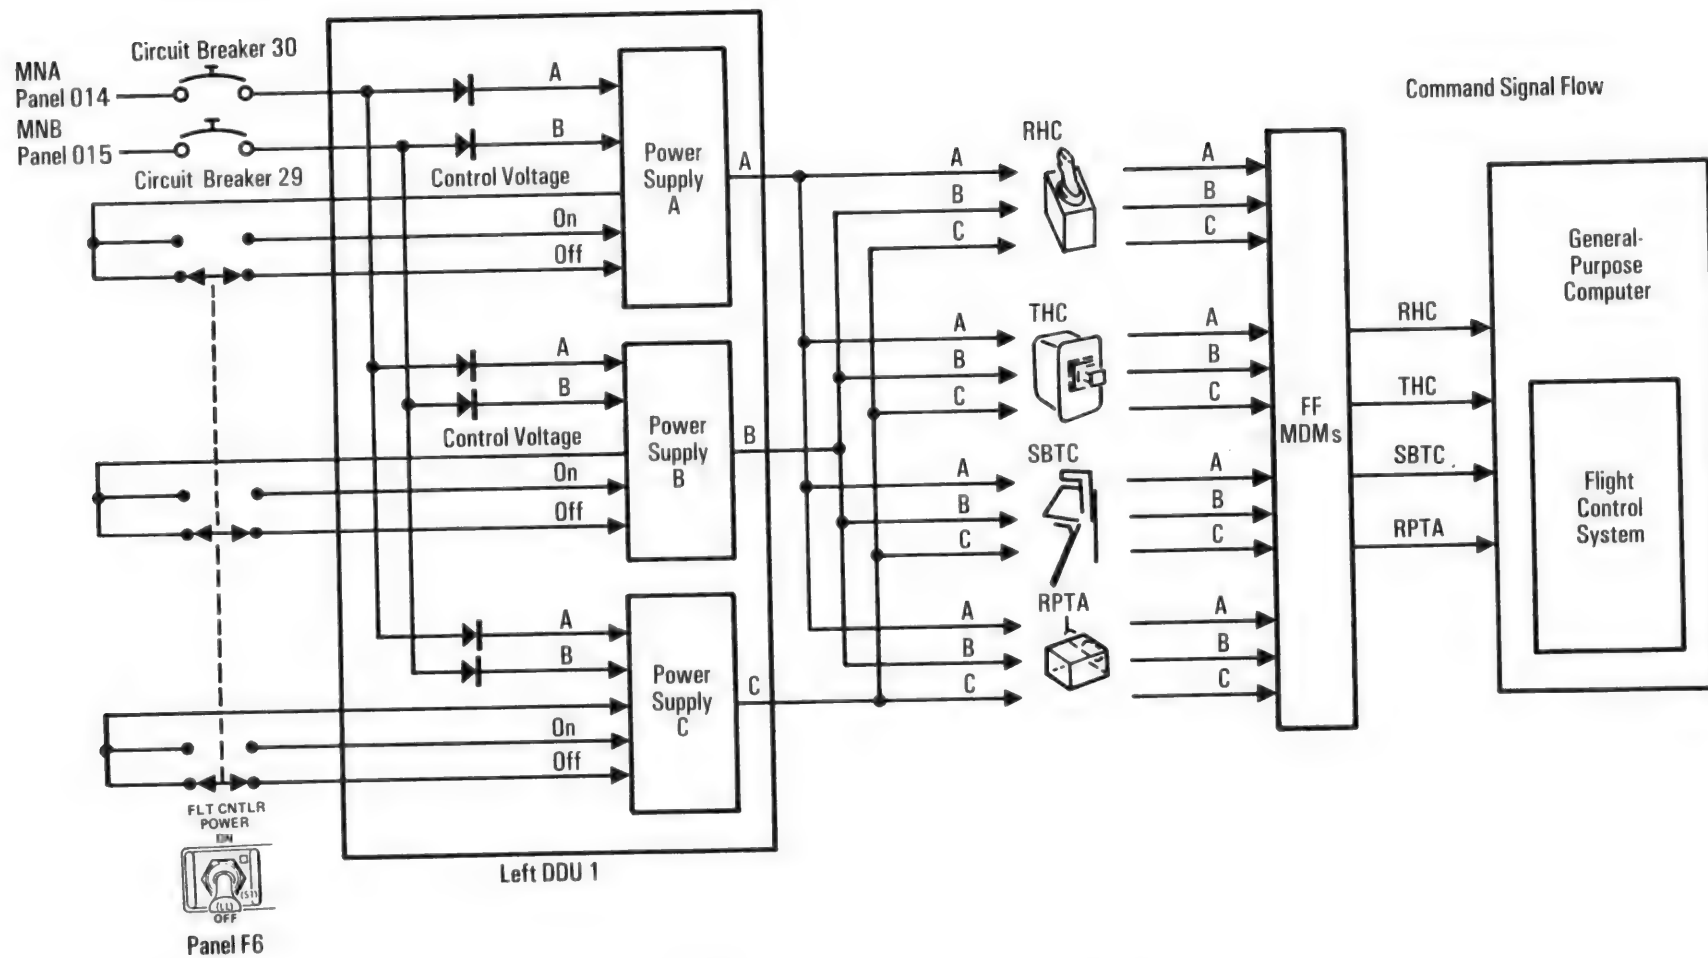 Circuit Breaker 30
MNA
Panel 014
MNB
Panel 015
Circuit Breaker 29
A
B
Control Voltage
On
Off
Power
Supply
A
A
A
B
Control Voltage
On
Off
Power
Supply
B
B
A
B
On
Off
Power
Supply
C
C
FLT CNTLR
POWER
ON
(S1)
(LL)
OFF
Panel F6
Left DDU 1
RHC
A
B
C
A
B
C
THC
A
B
C
A
B
C
SBTC
A
B
C
A
B
C
RPTA
A
B
C
A
B
C
FF
MDMs
Command Signal Flow
RHC
THC
SBTC
RPTA
General-
Purpose
Computer
Flight
Control
System